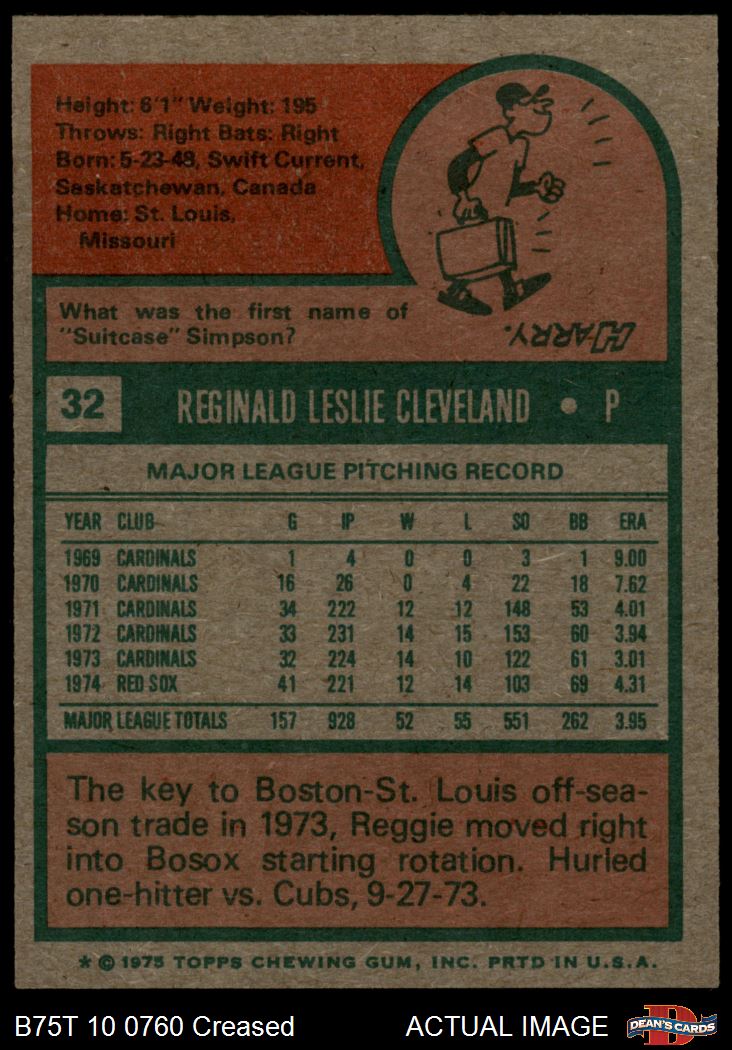 Height: 6'1" Weight: 195
Throws: Right Bats: Right
Born: 5-23-48, Swift Current,
Saskatchewan, Canada
Home: St. Louis,
Missouri
What was the first name of
"Suitcase" Simpson?
HARRY.
32 REGINALD LESLIE CLEVELAND • P
MAJOR LEAGUE PITCHING RECORD
YEAR CLUB G IP W L SO BB ERA
1969 CARDINALS 1 4 0 0 3 1 9.00
1970 CARDINALS 16 26 0 4 22 18 7.62
1971 CARDINALS 34 222 12 12 148 53 4.01
1972 CARDINALS 33 231 14 15 153 60 3.94
1973 CARDINALS 32 224 14 10 122 61 3.01
1974 RED SOX 41 221 12 14 103 69 4.31
MAJOR LEAGUE TOTALS 157 928 52 55 551 262 3.95
The key to Boston-St. Louis off-sea-
son trade in 1973, Reggie moved right
into Bosox starting rotation. Hurled
one-hitter vs. Cubs, 9-27-73.
* © 1975 TOPPS CHEWING GUM, INC. PRTD IN U.S.A.
B75T 10 0760 Creased ACTUAL IMAGE DEAN'S CARDS